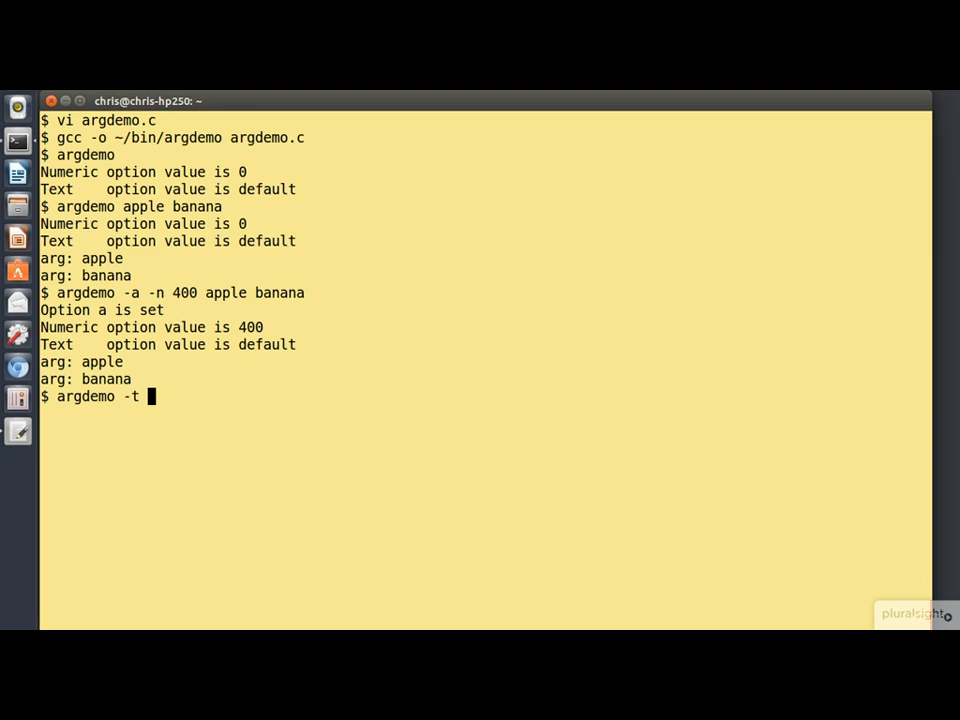 chris@chris-hp250: ~
$ vi argdemo.c
$ gcc -o ~/bin/argdemo argdemo.c
$ argdemo
Numeric option value is 0
Text    option value is default
$ argdemo apple banana
Numeric option value is 0
Text    option value is default
arg: apple
arg: banana
$ argdemo -a -n 400 apple banana
Option a is set
Numeric option value is 400
Text    option value is default
arg: apple
arg: banana
$ argdemo -t
pluralsight